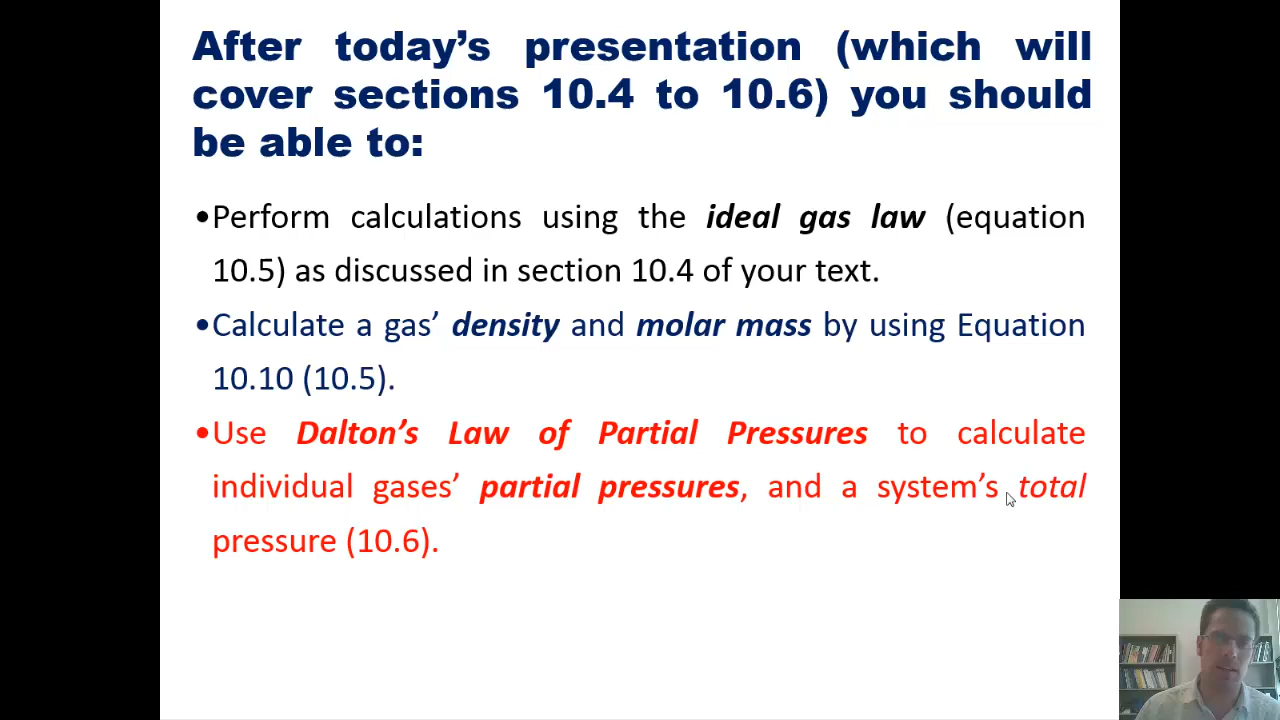 After today’s presentation (which will
cover sections 10.4 to 10.6) you should
be able to:
•Perform calculations using the ideal gas law (equation
10.5) as discussed in section 10.4 of your text.
•Calculate a gas’ density and molar mass by using Equation
10.10 (10.5).
•Use Dalton’s Law of Partial Pressures to calculate
individual gases’ partial pressures, and a system’s total
pressure (10.6).